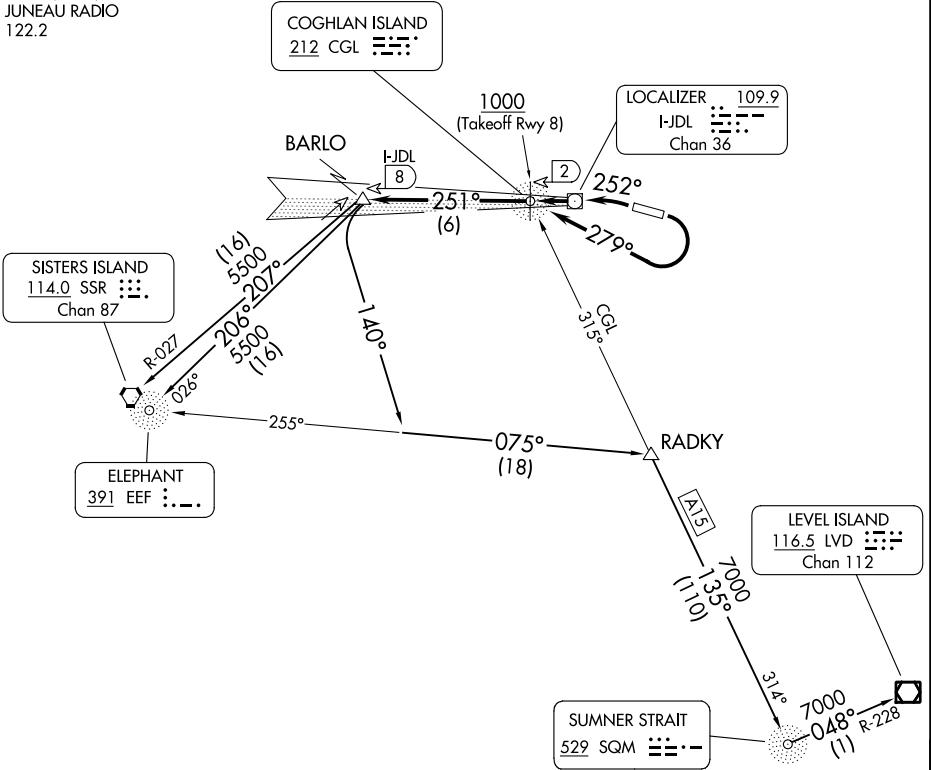 JUNEAU RADIO
122.2
COGHLAN ISLAND
212 CGL
1000
(Takeoff Rwy 8)
LOCALIZER 109.9
I-JDL
Chan 36
BARLO
I-JDL
8
2
252°
251°
(6)
279°
SISTERS ISLAND
114.0 SSR
Chan 87
(16)
5500
207°
R-027
206°
5500
(16)
026°
140°
CGL
315°
255°
075°
(18)
RADKY
ELEPHANT
391 EEF
A15
7000
135°
(110)
314°
LEVEL ISLAND
116.5 LVD
Chan 112
SUMNER STRAIT
529 SQM
7000
048°
(1)
R-228